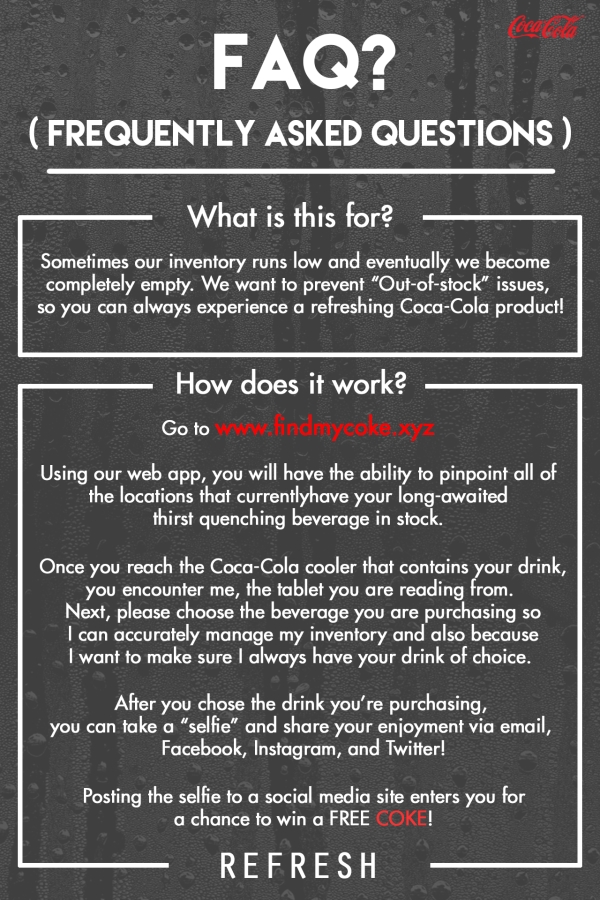 Coca-Cola
FAQ?
( FREQUENTLY ASKED QUESTIONS )
What is this for?
Sometimes our inventory runs low and eventually we become
completely empty. We want to prevent “Out-of-stock” issues,
so you can always experience a refreshing Coca-Cola product!
How does it work?
Go to www.findmycoke.xyz
Using our web app, you will have the ability to pinpoint all of
the locations that currentlyhave your long-awaited
thirst quenching beverage in stock.
Once you reach the Coca-Cola cooler that contains your drink,
you encounter me, the tablet you are reading from.
Next, please choose the beverage you are purchasing so
I can accurately manage my inventory and also because
I want to make sure I always have your drink of choice.
After you chose the drink you’re purchasing,
you can take a “selfie” and share your enjoyment via email,
Facebook, Instagram, and Twitter!
Posting the selfie to a social media site enters you for
a chance to win a FREE COKE!
REFRESH